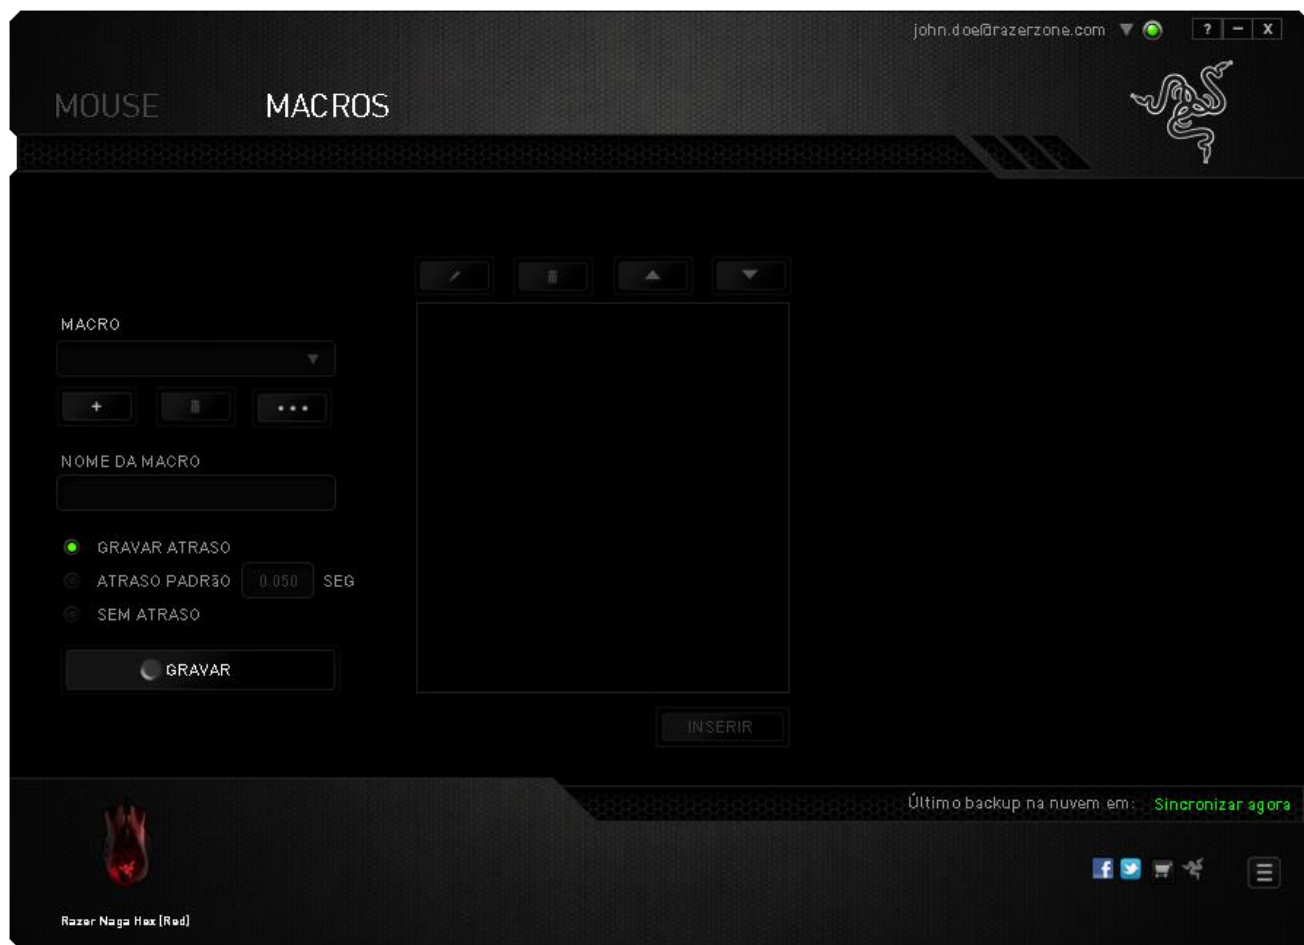 john.doe@razerzone.com
? − X
MOUSE MACROS
MACRO
NOME DA MACRO
GRAVAR ATRASO
ATRASO PADRão 0.050 SEG
SEM ATRASO
GRAVAR
INSERIR
Último backup na nuvem em: Sincronizar agora
Razer Naga Hex [Red]